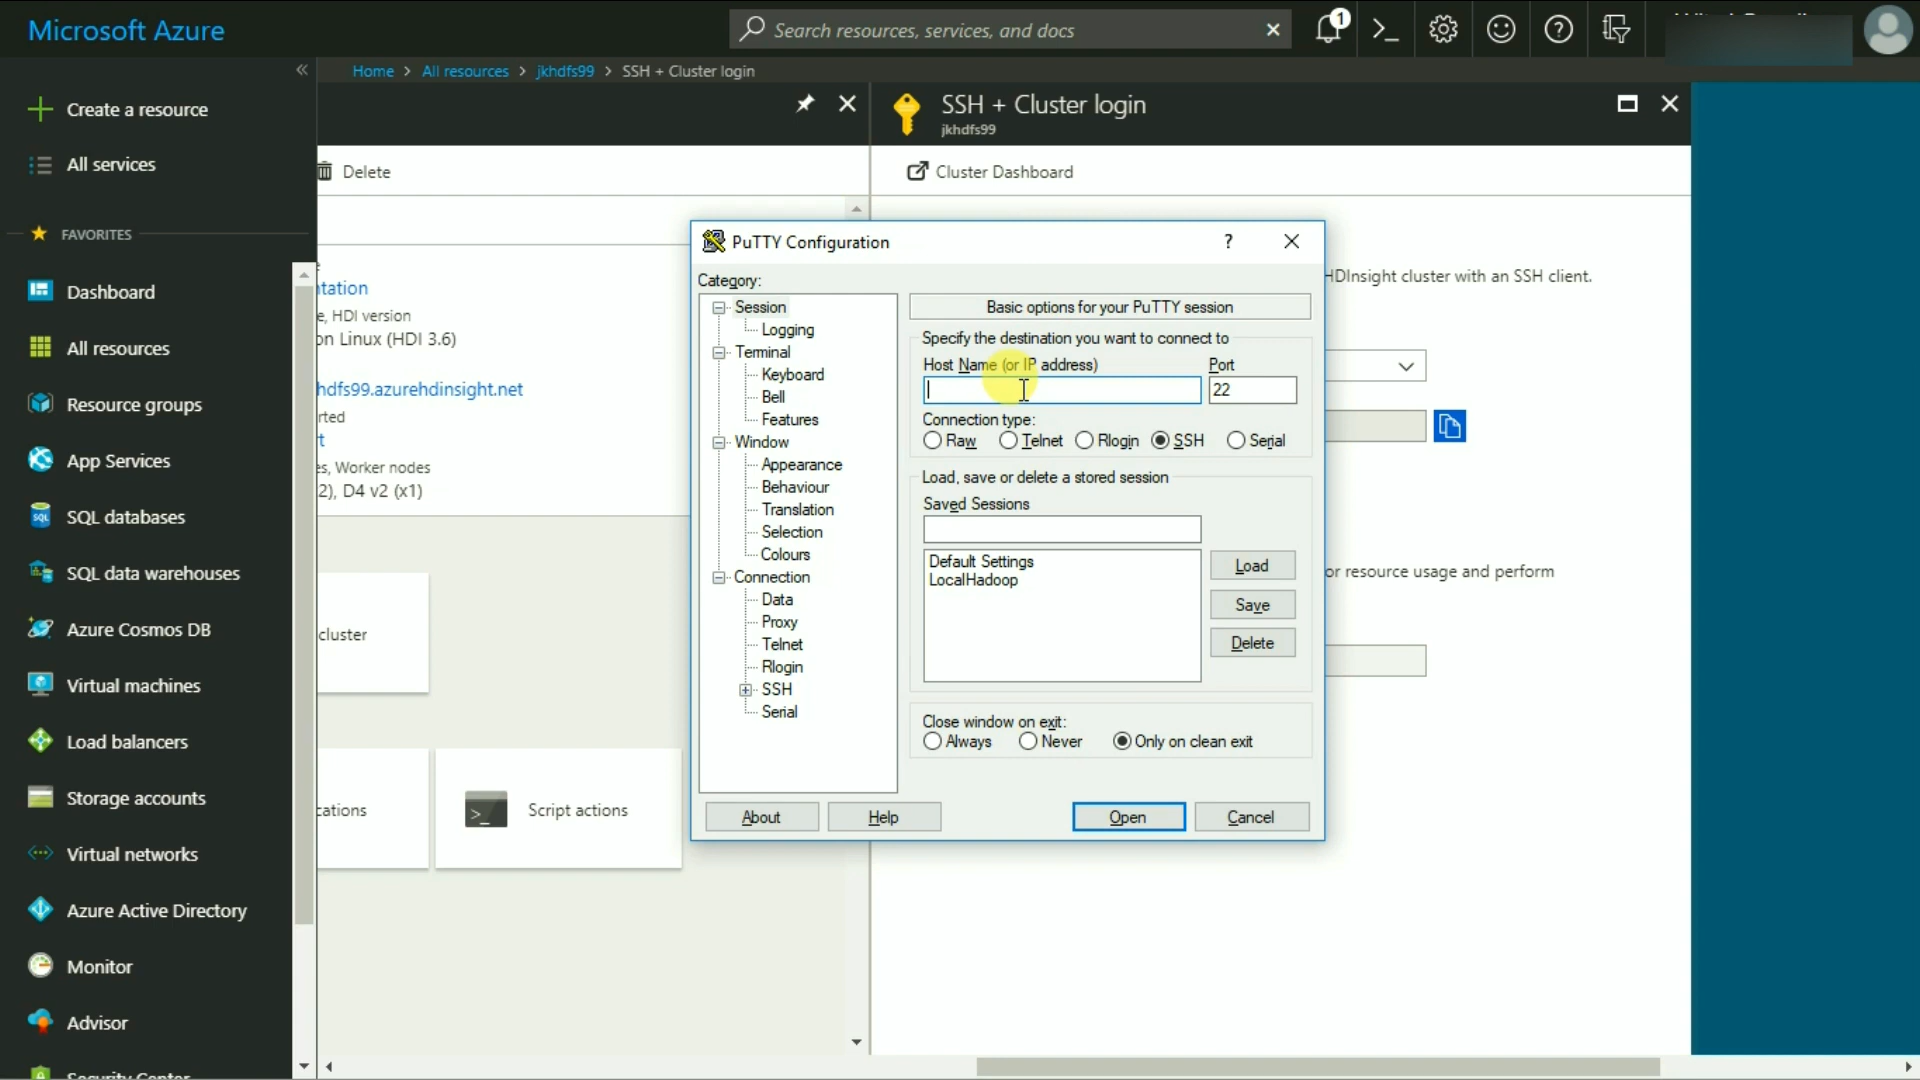 Microsoft Azure
Search resources, services, and docs
1
Home > All resources > jkhdfs99 > SSH + Cluster login
Create a resource
All services
FAVORITES
Dashboard
All resources
Resource groups
App Services
SQL databases
SQL data warehouses
Azure Cosmos DB
Virtual machines
Load balancers
Storage accounts
Virtual networks
Azure Active Directory
Monitor
Advisor
Security Center
Delete
ntation
e, HDI version
on Linux (HDI 3.6)
hdfs99.azurehdinsight.net
rted
rt
es, Worker nodes
2), D4 v2 (x1)
cluster
cations
Script actions
SSH + Cluster login
jkhdfs99
Cluster Dashboard
HDInsight cluster with an SSH client.
or resource usage and perform
PuTTY Configuration
Category:
Session
Logging
Terminal
Keyboard
Bell
Features
Window
Appearance
Behaviour
Translation
Selection
Colours
Connection
Data
Proxy
Telnet
Rlogin
SSH
Serial
Basic options for your PuTTY session
Specify the destination you want to connect to
Host Name (or IP address) Port
22
Connection type:
Raw Telnet Rlogin SSH Serial
Load, save or delete a stored session
Saved Sessions
Default Settings
LocalHadoop
Load
Save
Delete
Close window on exit:
Always Never Only on clean exit
About Help Open Cancel